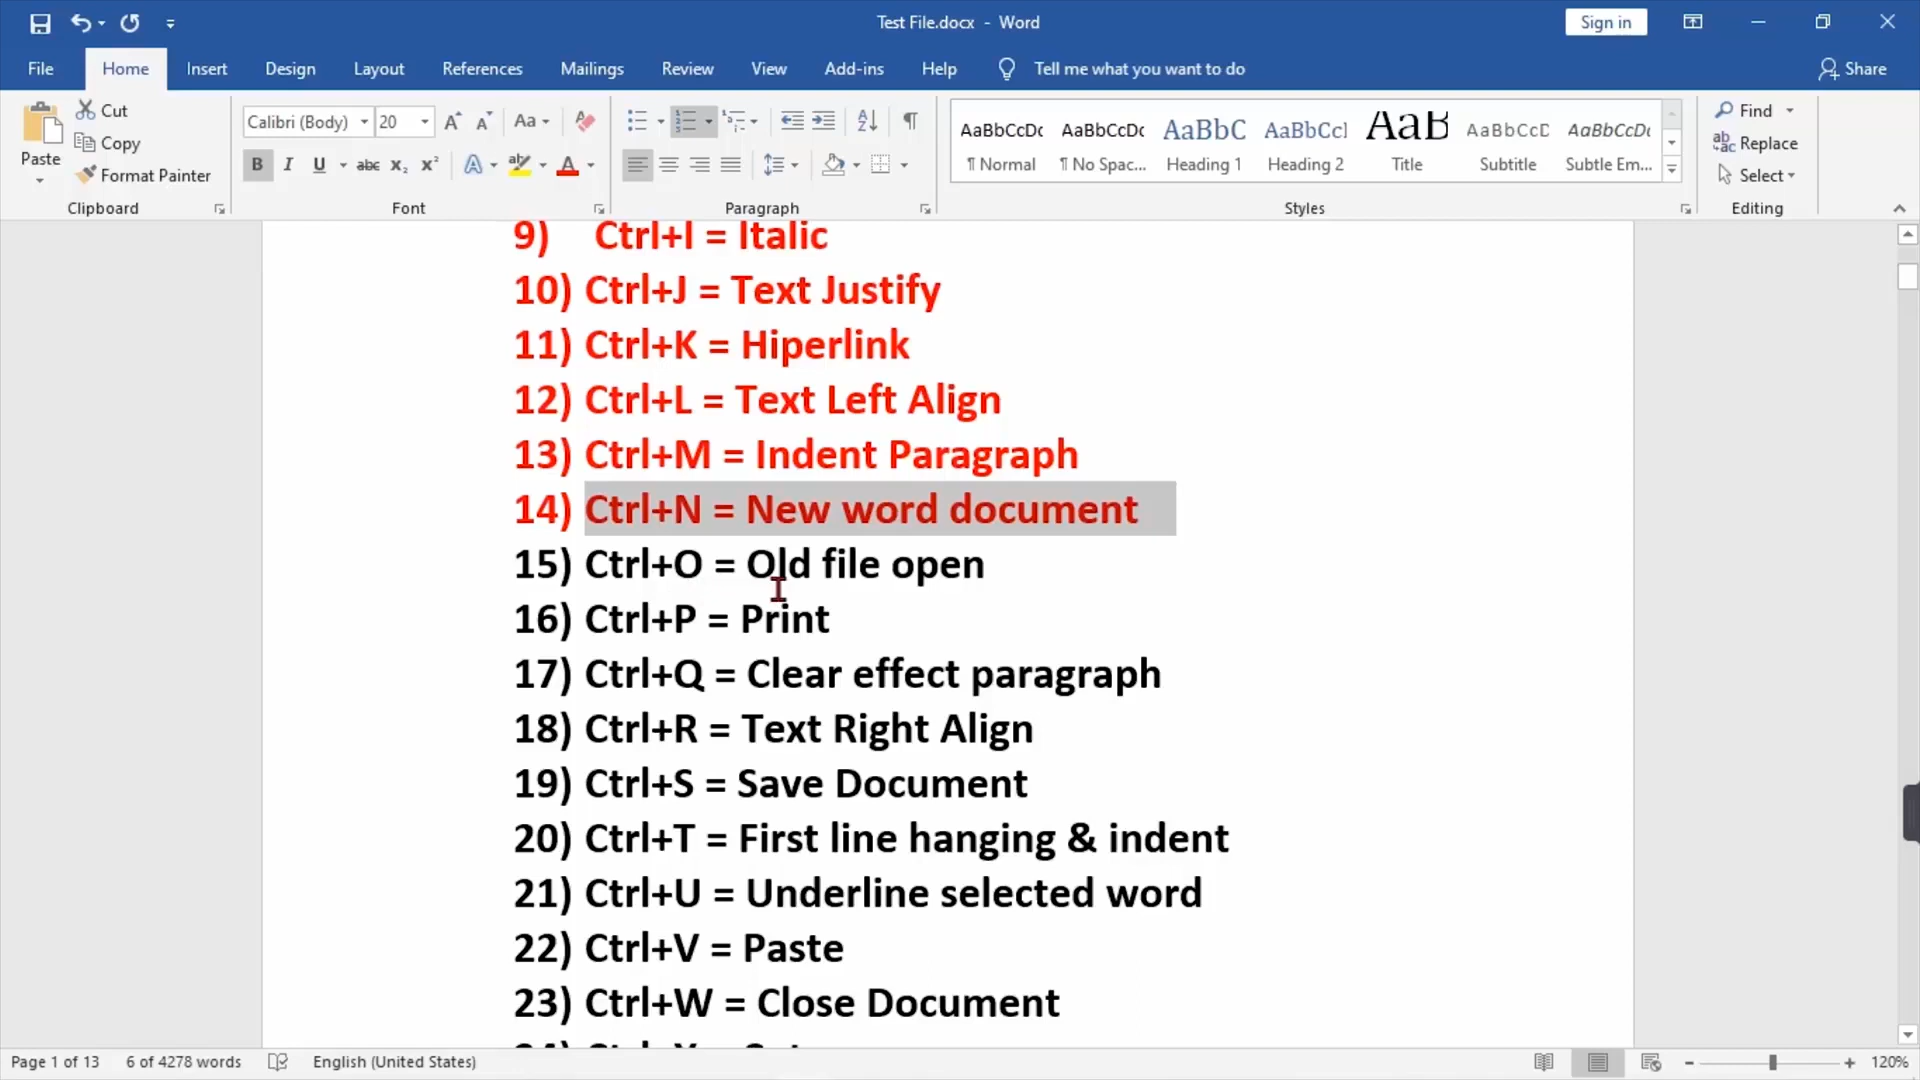 Test File.docx - Word
Sign in
File Home Insert Design Layout References Mailings Review View Add-ins Help Tell me what you want to do Share
Paste
Cut
Copy
Format Painter
Clipboard
Calibri (Body) 20
Aa
B I U abc x₂ x² A ab A
Font
Paragraph
AaBbCcDc AaBbCcDc AaBbC AaBbCcl AaB AaBbCcD AaBbCcDc
¶ Normal ¶ No Spac... Heading 1 Heading 2 Title Subtitle Subtle Em...
Styles
Find
Replace
Select
Editing
9) Ctrl+I = Italic
10) Ctrl+J = Text Justify
11) Ctrl+K = Hiperlink
12) Ctrl+L = Text Left Align
13) Ctrl+M = Indent Paragraph
14) Ctrl+N = New word document
15) Ctrl+O = Old file open
16) Ctrl+P = Print
17) Ctrl+Q = Clear effect paragraph
18) Ctrl+R = Text Right Align
19) Ctrl+S = Save Document
20) Ctrl+T = First line hanging & indent
21) Ctrl+U = Underline selected word
22) Ctrl+V = Paste
23) Ctrl+W = Close Document
Page 1 of 13 6 of 4278 words English (United States) 120%